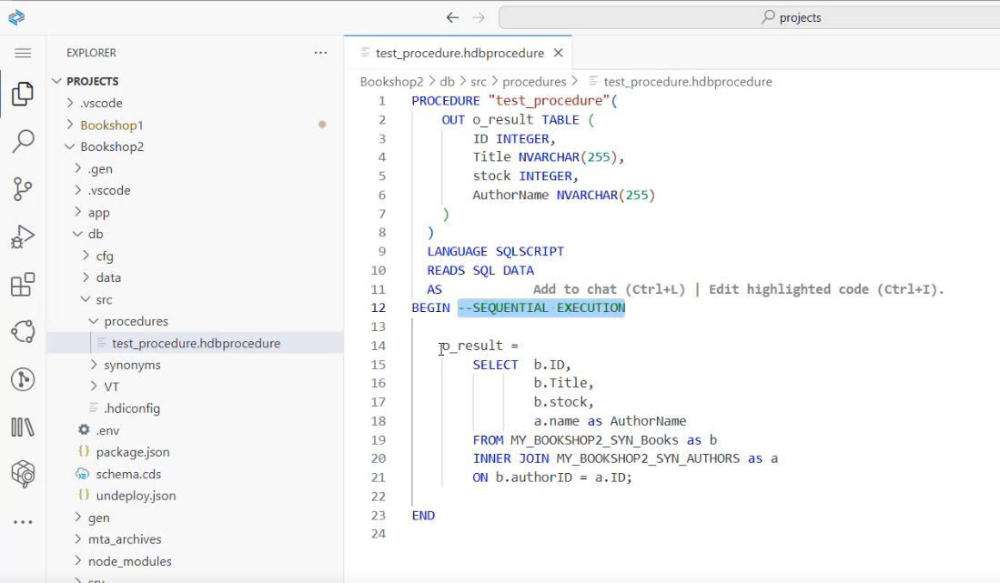 projects
EXPLORER
PROJECTS
.vscode
Bookshop1
Bookshop2
.gen
.vscode
app
db
cfg
data
src
procedures
test_procedure.hdbprocedure
synonyms
VT
.hdiconfig
.env
package.json
schema.cds
undeploy.json
gen
mta_archives
node_modules
srv
test_procedure.hdbprocedure
Bookshop2 > db > src > procedures > test_procedure.hdbprocedure
1 PROCEDURE "test_procedure"(
2 OUT o_result TABLE (
3 ID INTEGER,
4 Title NVARCHAR(255),
5 stock INTEGER,
6 AuthorName NVARCHAR(255)
7 )
8 )
9 LANGUAGE SQLSCRIPT
10 READS SQL DATA
11 AS Add to chat (Ctrl+L) | Edit highlighted code (Ctrl+I).
12 BEGIN --SEQUENTIAL EXECUTION
13
14 o_result =
15 SELECT b.ID,
16 b.Title,
17 b.stock,
18 a.name as AuthorName
19 FROM MY_BOOKSHOP2_SYN_Books as b
20 INNER JOIN MY_BOOKSHOP2_SYN_AUTHORS as a
21 ON b.authorID = a.ID;
22
23 END
24